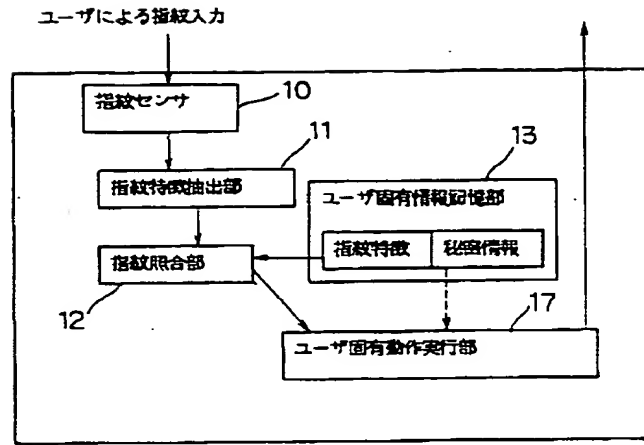 ユーザによる指紋入力
指紋センサ
10
11
指紋特徴抽出部
13
ユーザ固有情報記憶部
指紋特徴 秘密情報
指紋照合部
12
17
ユーザ固有動作実行部